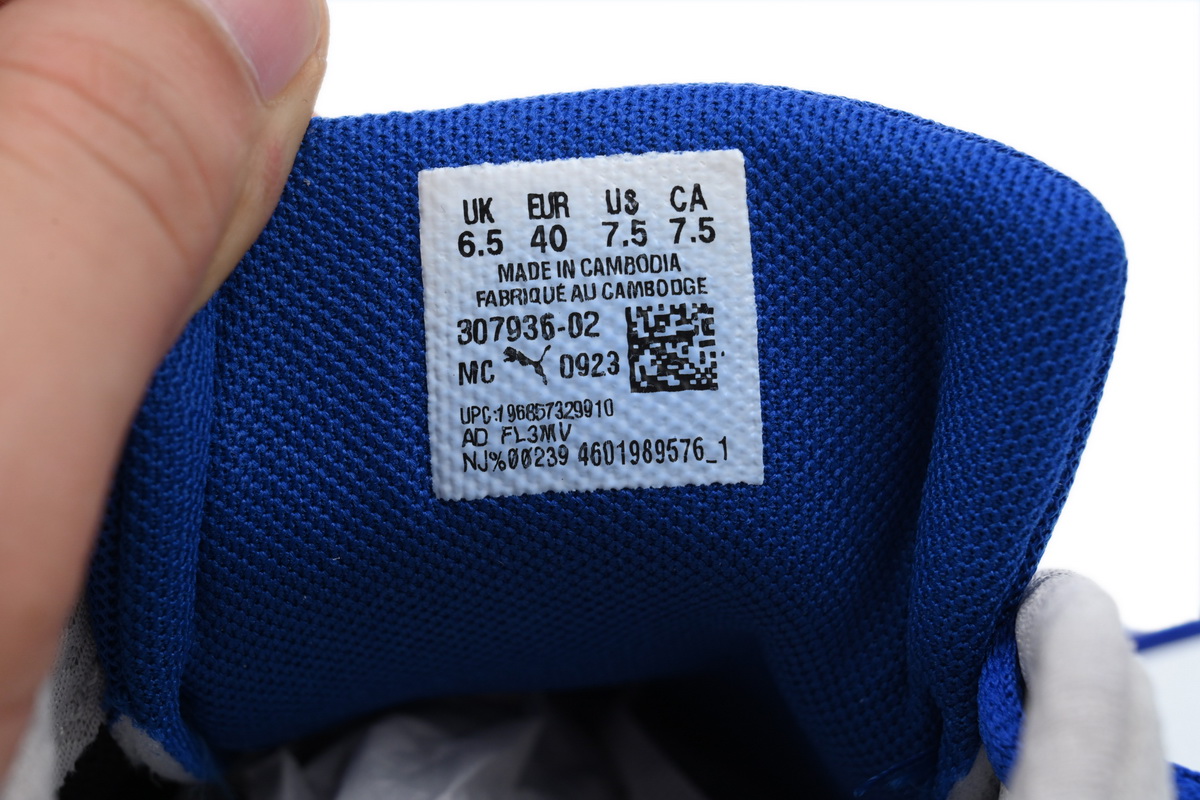 UK EUR US CA
6.5 40 7.5 7.5
MADE IN CAMBODIA
FABRIQUÉ AU CAMBODGE
307936-02
MC 0923
UPC:196857329910
AD FL3MV
NJ%00239 4601989576_1